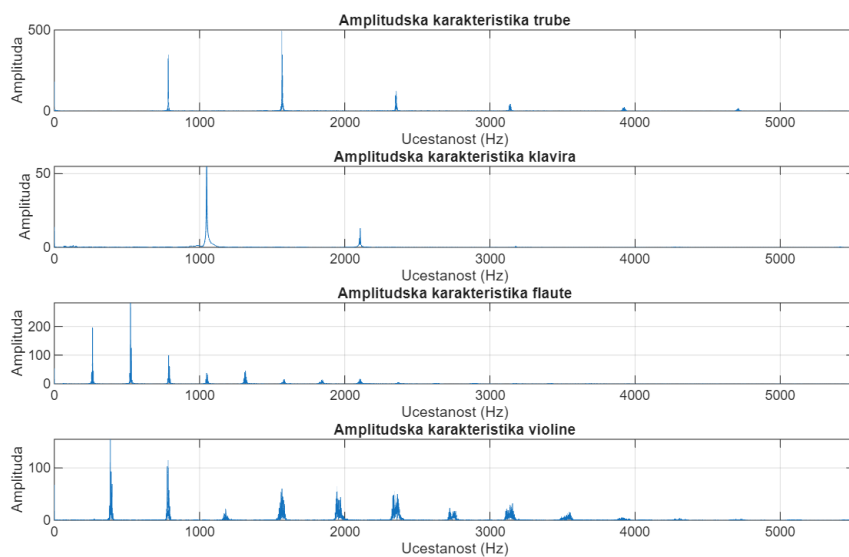 Amplitudska karakteristika trube
Amplituda
500
0
0 1000 2000 3000 4000 5000
Ucestanost (Hz)
Amplitudska karakteristika klavira
Amplituda
50
0
0 1000 2000 3000 4000 5000
Ucestanost (Hz)
Amplitudska karakteristika flaute
Amplituda
200
100
0
0 1000 2000 3000 4000 5000
Ucestanost (Hz)
Amplitudska karakteristika violine
Amplituda
100
0
0 1000 2000 3000 4000 5000
Ucestanost (Hz)